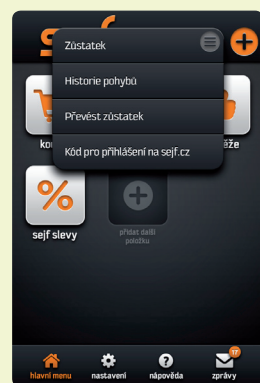 Zůstatek
Historie pohybů
Převést zůstatek
Kód pro přihlášení na sejf.cz
sejf slevy
přidat další
položku
17
hlavní menu
nastavení
nápověda
zprávy